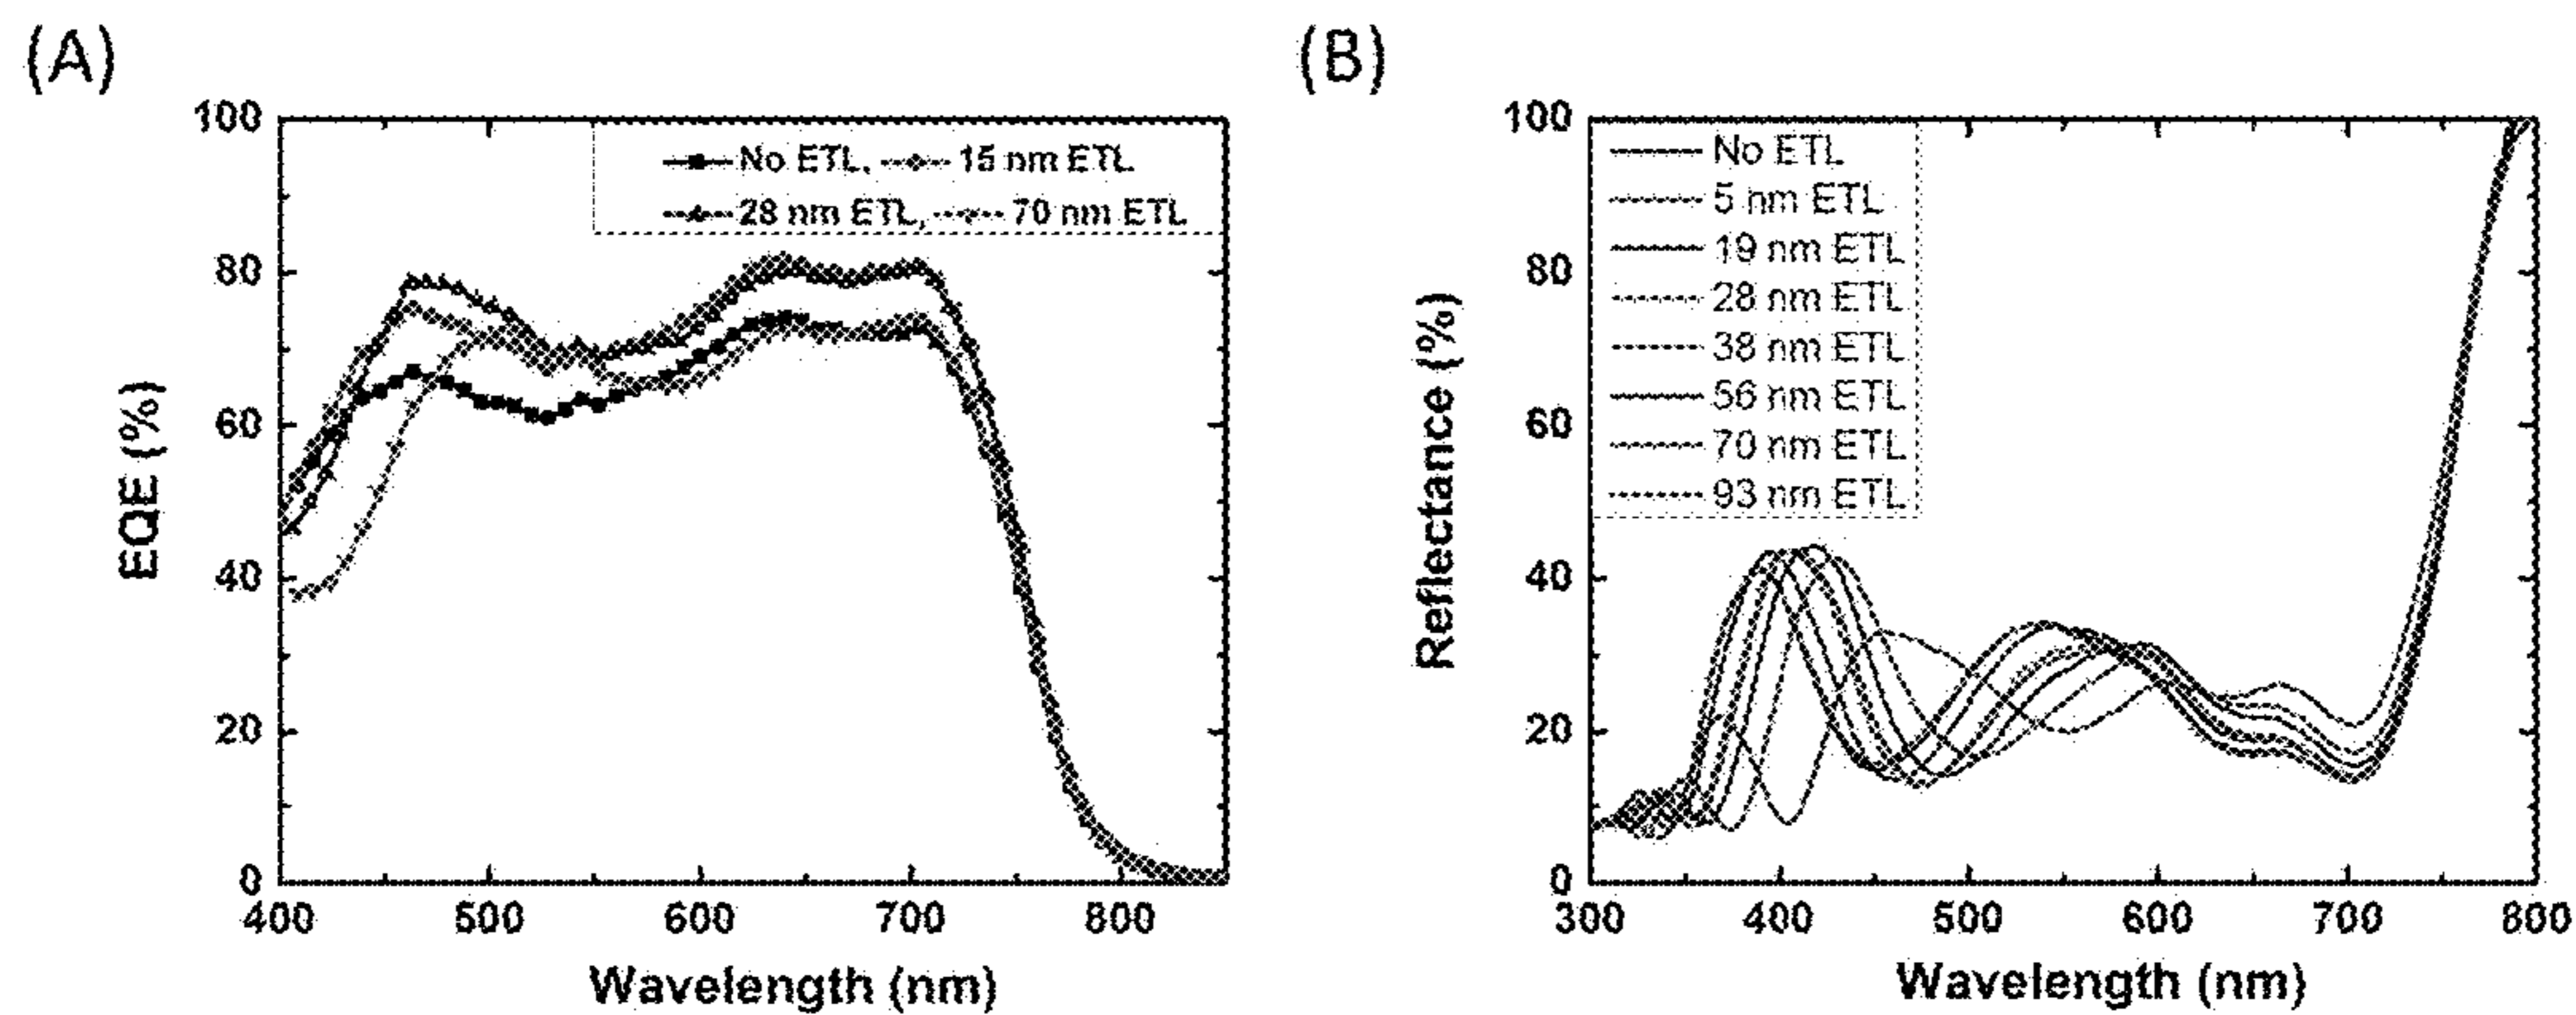 (A)
100
80
60
40
20
0
EQE (%)
No ETL, 15 nm ETL
28 nm ETL, 70 nm ETL
400 500 600 700 800
Wavelength (nm)
(B)
100
80
60
40
20
0
Reflectance (%)
No ETL
5 nm ETL
19 nm ETL
28 nm ETL
38 nm ETL
56 nm ETL
70 nm ETL
93 nm ETL
300 400 500 600 700 800
Wavelength (nm)